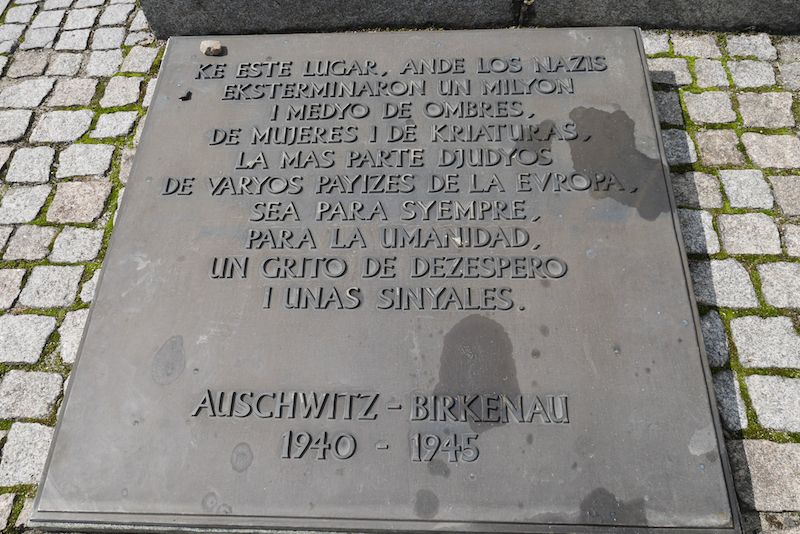 KE ESTE LUGAR, ANDE LOS NAZIS
EKSTERMINARON UN MILYON
I MEDYO DE OMBRES,
DE MUJERES I DE KRIATURAS,
LA MAS PARTE DJUDYOS
DE VARYOS PAYIZES DE LA EVROPA,
SEA PARA SYEMPRE,
PARA LA UMANIDAD,
UN GRITO DE DEZESPERO
I UNAS SINYALES.
AUSCHWITZ - BIRKENAU
1940 - 1945